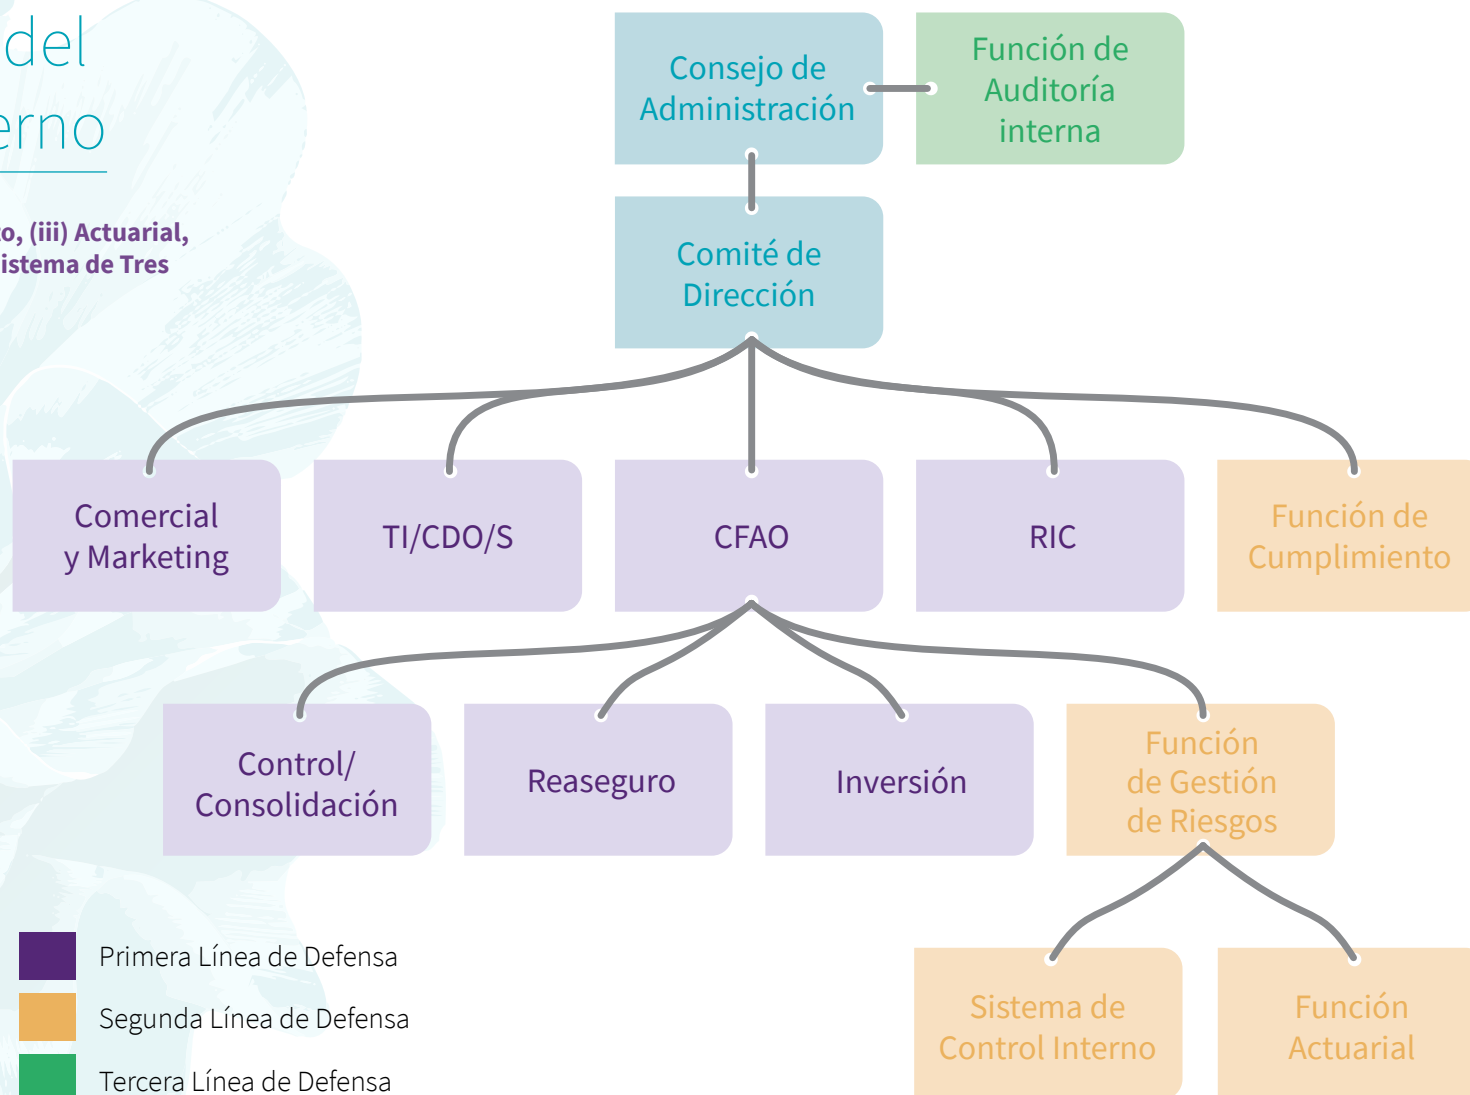 del
erno
o, (iii) Actuarial,
istema de Tres
Consejo de
Administración
Función de
Auditoría
interna
Comité de
Dirección
Comercial
y Marketing
TI/CDO/S
CFAO
RIC
Función de
Cumplimiento
Control/
Consolidación
Reaseguro
Inversión
Función
de Gestión
de Riesgos
Sistema de
Control Interno
Función
Actuarial
Primera Línea de Defensa
Segunda Línea de Defensa
Tercera Línea de Defensa